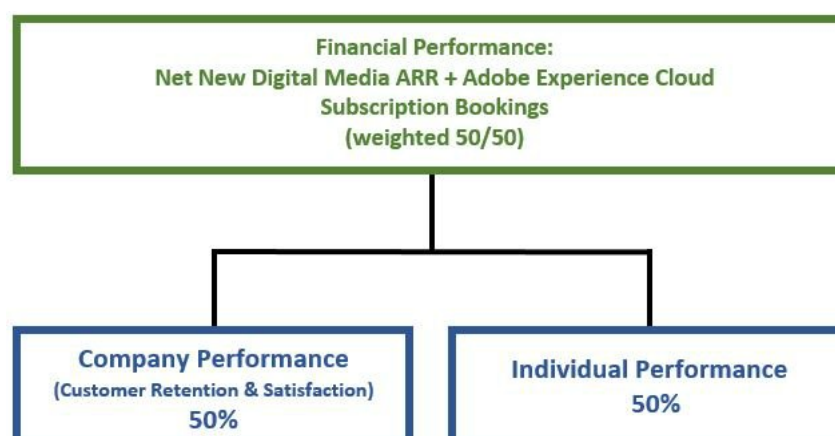 Financial Performance:
Net New Digital Media ARR + Adobe Experience Cloud
Subscription Bookings
(weighted 50/50)
Company Performance
(Customer Retention & Satisfaction)
50%
Individual Performance
50%